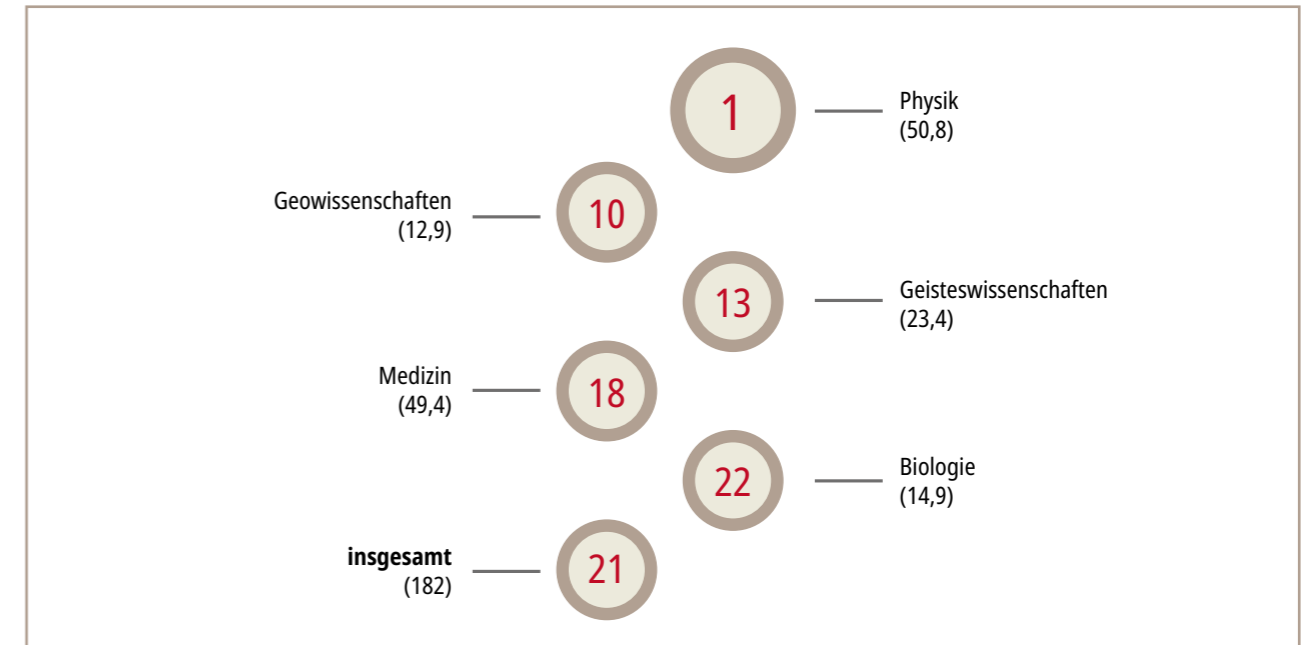 1
Physik
(50,8)
Geowissenschaften
(12,9)
10
13
Geisteswissenschaften
(23,4)
Medizin
(49,4)
18
22
Biologie
(14,9)
insgesamt
(182)
21